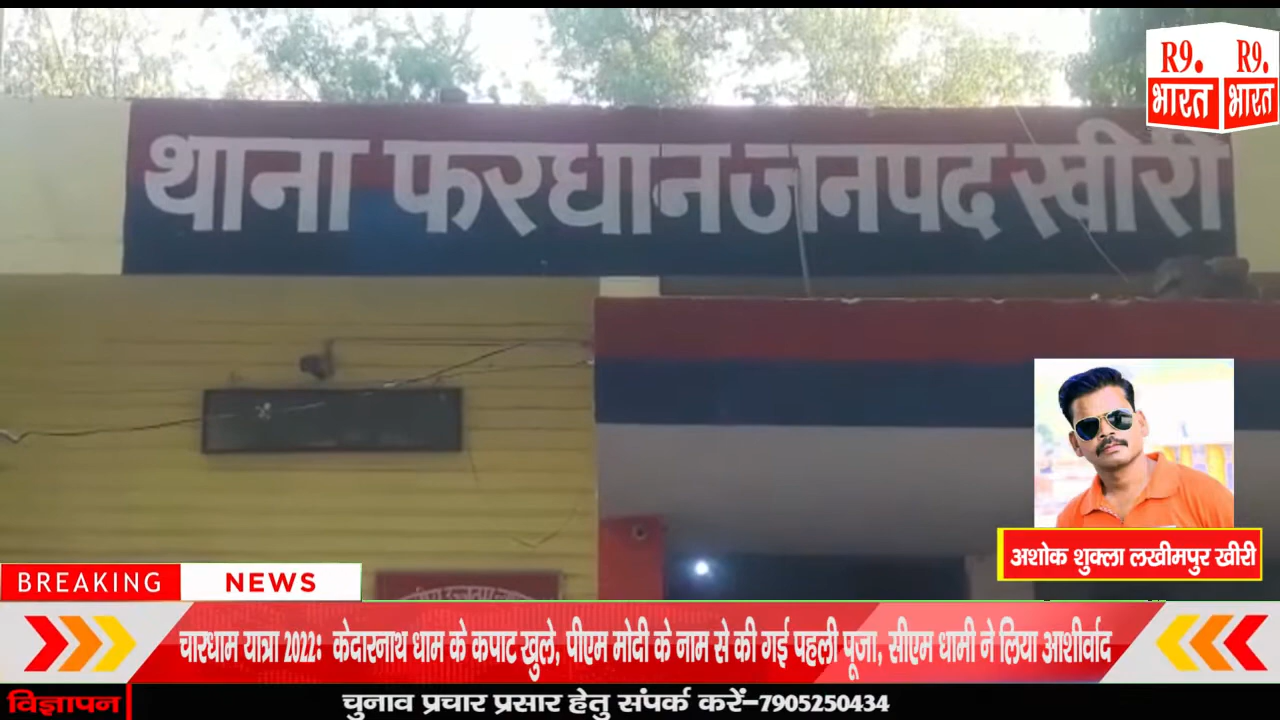 R9. R9.
भारत भारत
थाना फरधान जनपद खीरी
अशोक शुक्ला लखीमपुर खीरी
BREAKING NEWS
चारधाम यात्रा 2022: केदारनाथ धाम के कपाट खुले, पीएम मोदी के नाम से की गई पहली पूजा, सीएम धामी ने लिया आशीर्वाद
विज्ञापन चुनाव प्रचार प्रसार हेतु संपर्क करें-7905250434